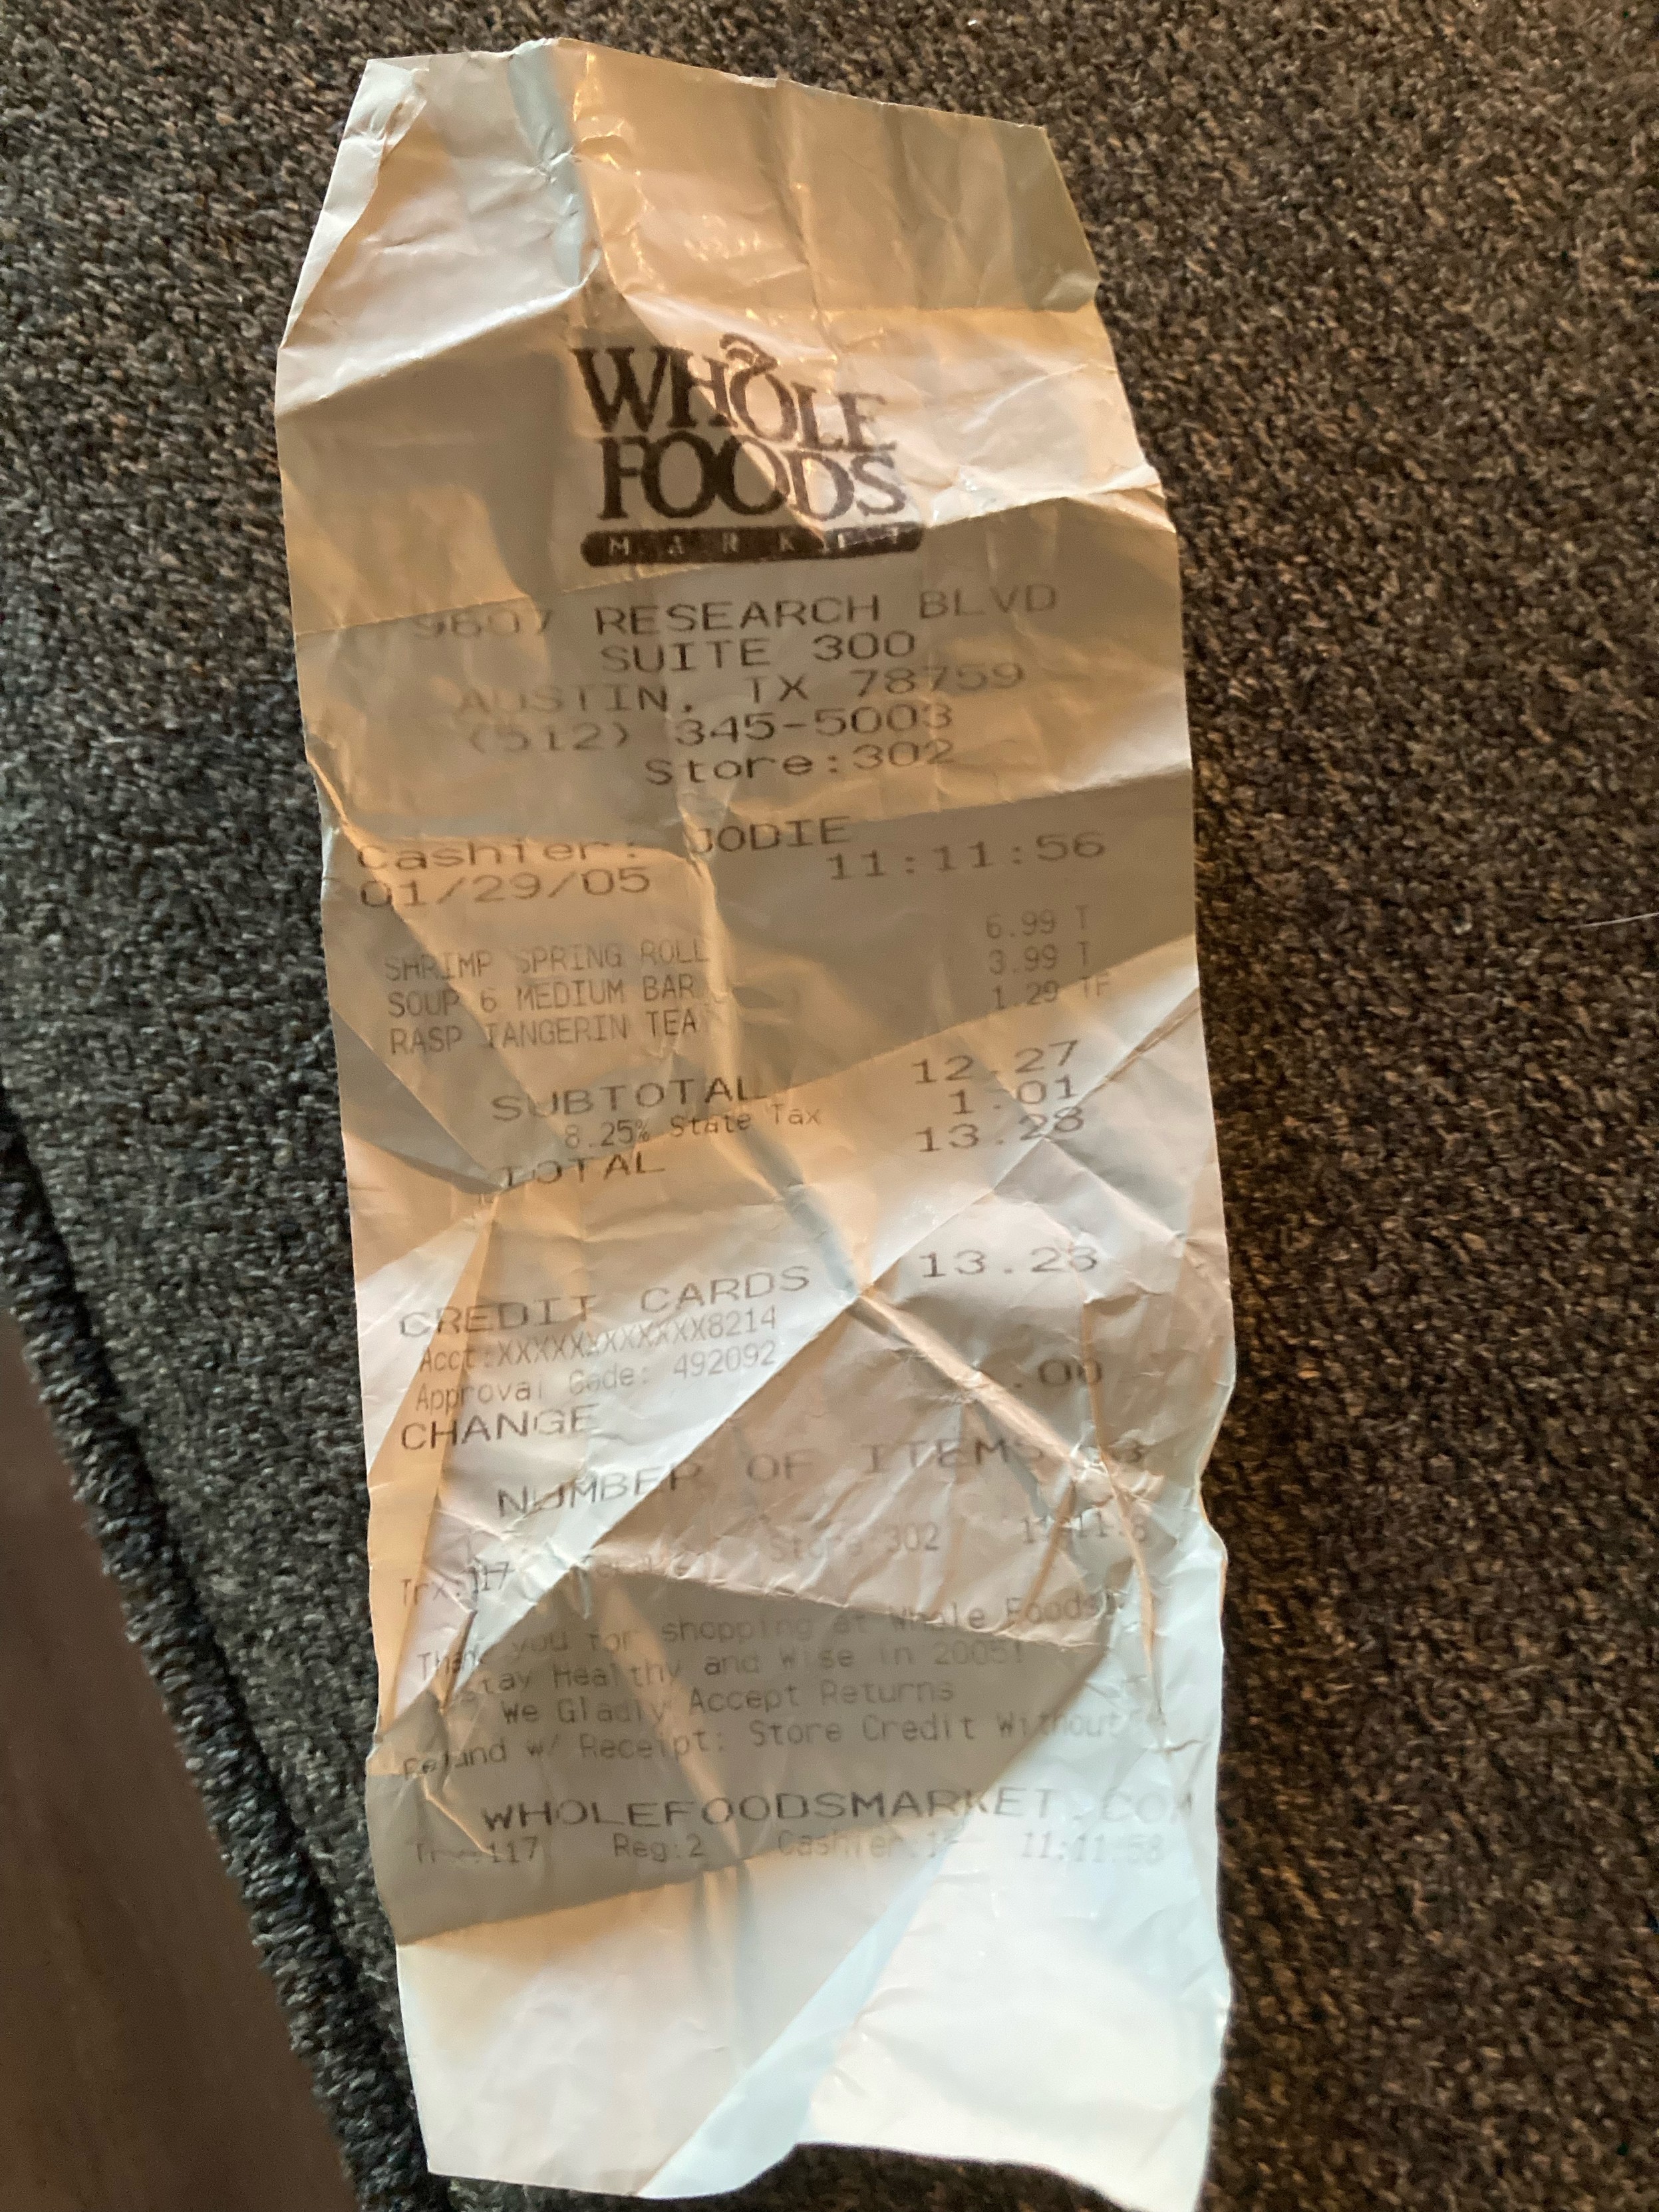 WHOLE
FOODS
MARKET
9607 RESEARCH BLVD
SUITE 300
AUSTIN, TX 78759
(512) 345-5003
Store:302
Cashier: JODIE
01/29/05 11:11:56
SHRIMP SPRING ROLL 6.99 T
SOUP 6 MEDIUM BAR 3.99 T
RASP TANGERIN TEA 1.29 TF
SUBTOTAL 12.27
8.25% State Tax 1.01
TOTAL 13.28
CREDIT CARDS 13.28
Acct:XXXXXXXXXXXX8214
Approval Code: 492092
CHANGE .00
NUMBER OF ITEMS
Trx:117 Store 302
Thank you for shopping at Whole Foods
Stay Healthy and Wise in 2005!
We Gladly Accept Returns
Refund w/ Receipt: Store Credit Without
WHOLEFOODSMARKET.COM
Trx:117 Reg:2 11:11:58